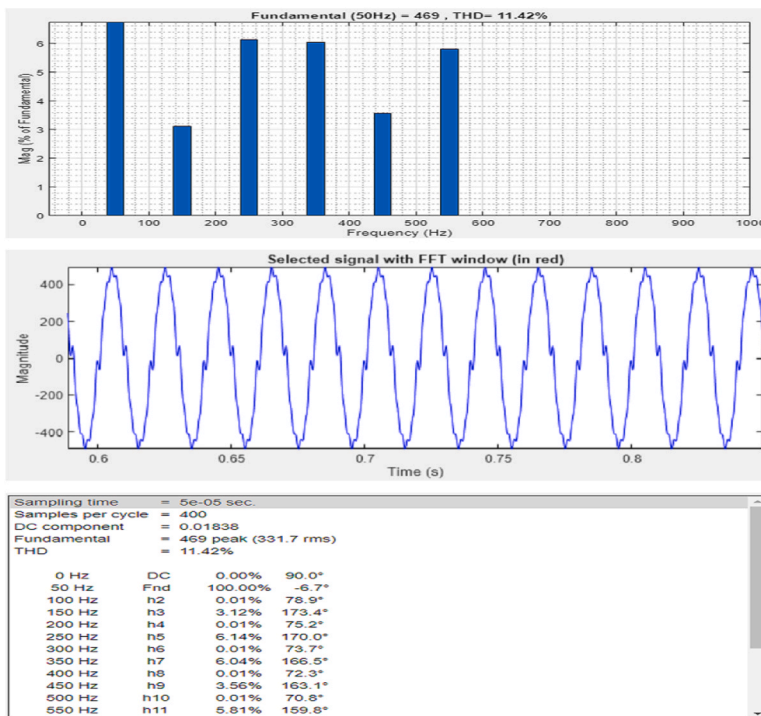 Fundamental (50Hz) = 469 , THD= 11.42%
6
5
4
3
2
1
0
Mag (% of Fundamental)
0 100 200 300 400 500 600 700 800 900 1000
Frequency (Hz)
Selected signal with FFT window (in red)
400
200
0
-200
-400
Magnitude
0.6 0.65 0.7 0.75 0.8
Time (s)
Sampling time = 5e-05 sec.
Samples per cycle = 400
DC component = 0.01838
Fundamental = 469 peak (331.7 rms)
THD = 11.42%
0 Hz DC 0.00% 90.0°
50 Hz Fnd 100.00% -6.7°
100 Hz h2 0.01% 78.9°
150 Hz h3 3.12% 173.4°
200 Hz h4 0.01% 75.2°
250 Hz h5 6.14% 170.0°
300 Hz h6 0.01% 73.7°
350 Hz h7 6.04% 166.5°
400 Hz h8 0.01% 72.3°
450 Hz h9 3.56% 163.1°
500 Hz h10 0.01% 70.8°
550 Hz h11 5.81% 159.8°